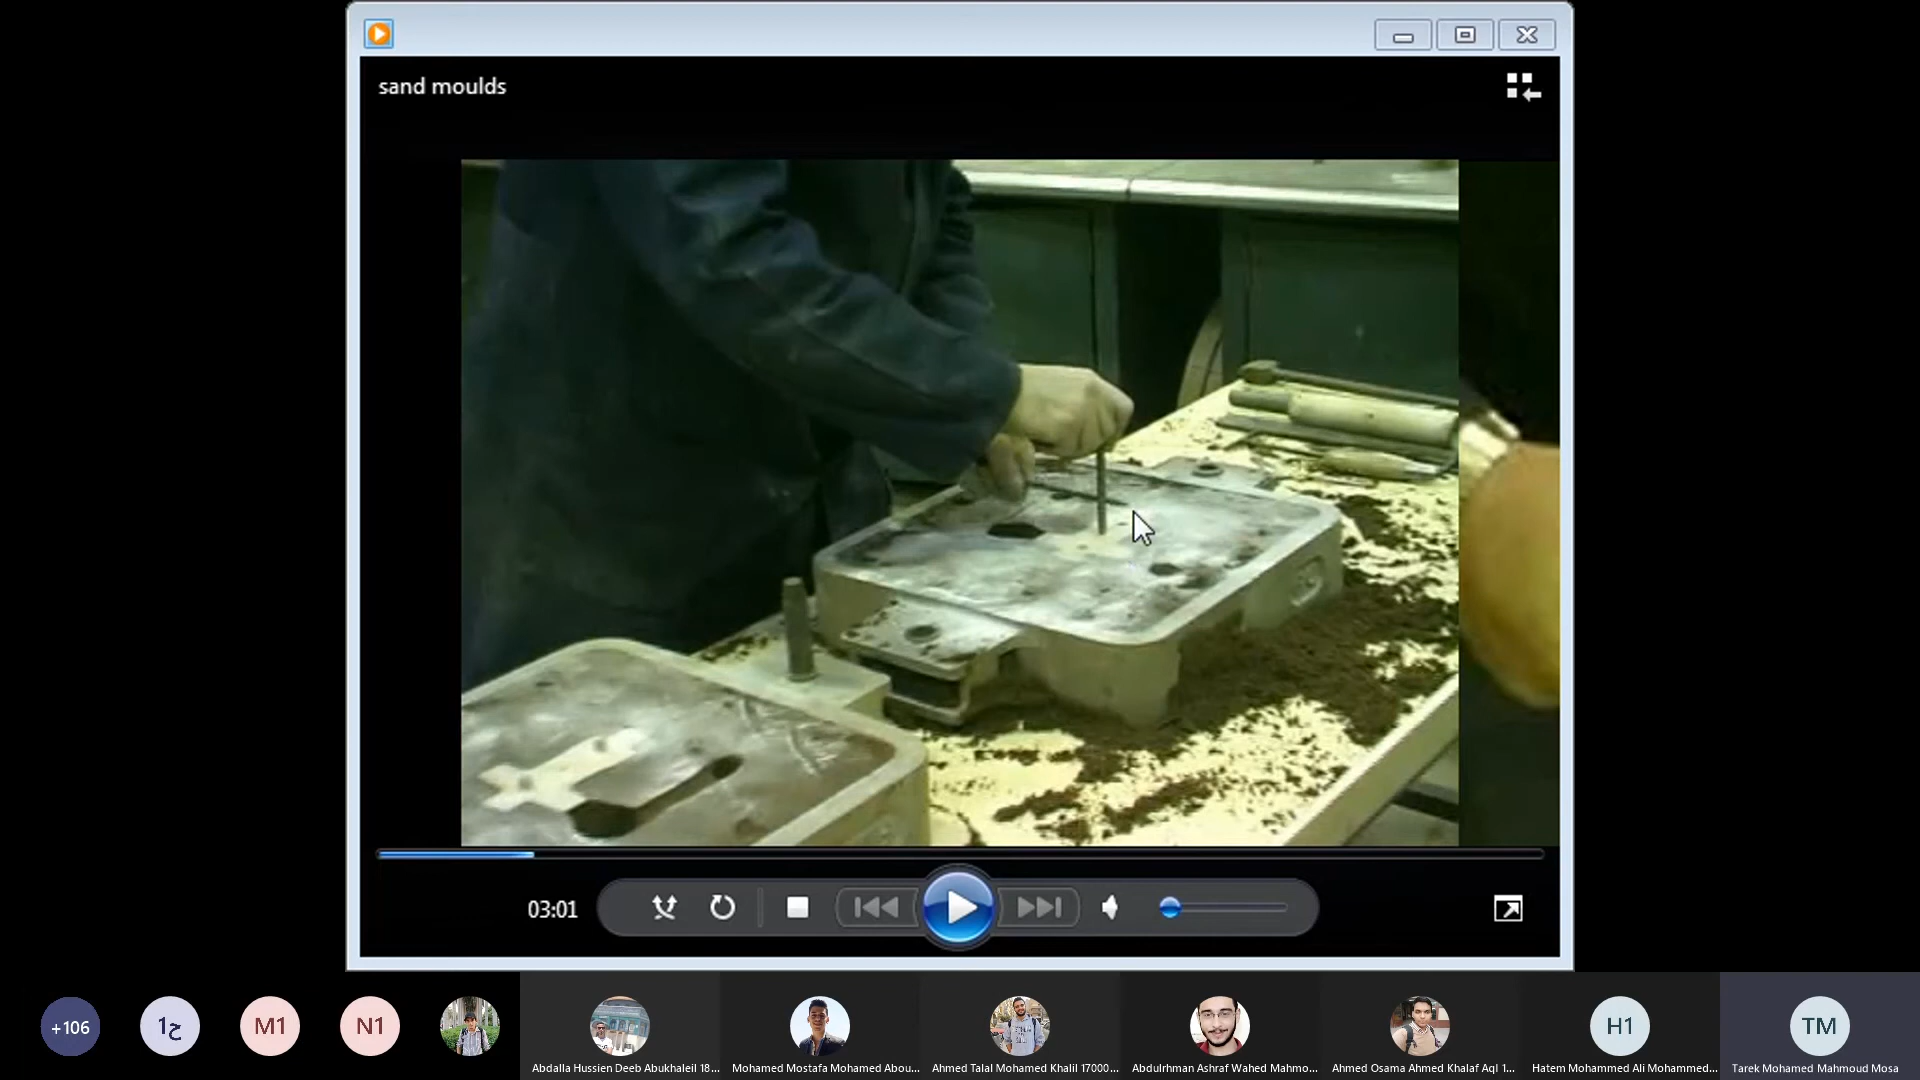 sand moulds
03:01
+106
ح1
M1
N1
H1
TM
Abdalla Hussien Deeb Abukhaleil 18...
Mohamed Mostafa Mohamed Abou...
Ahmed Talal Mohamed Khalil 17000...
Abdulrhman Ashraf Wahed Mahmo...
Ahmed Osama Ahmed Khalaf Aql 1...
Hatem Mohammed Ali Mohammed...
Tarek Mohamed Mahmoud Mosa